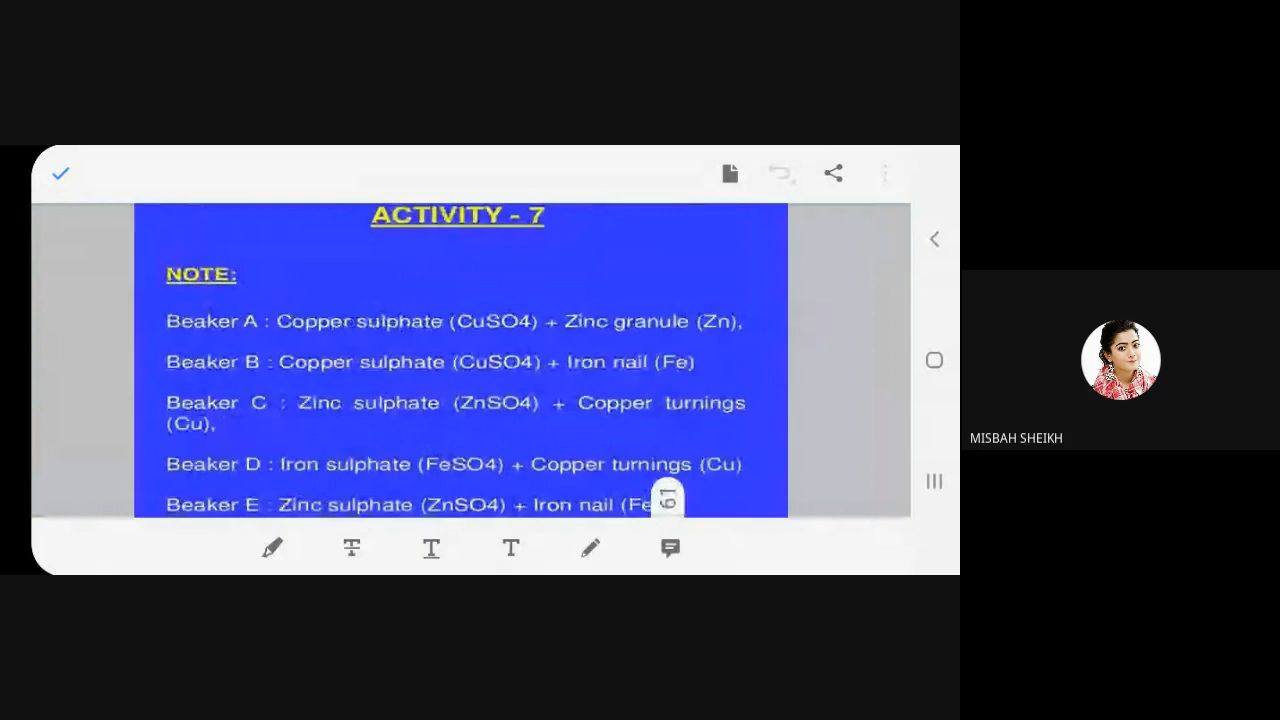 ACTIVITY - 7
NOTE:
Beaker A : Copper sulphate (CuSO4) + Zinc granule (Zn),
Beaker B : Copper sulphate (CuSO4) + Iron nail (Fe)
Beaker C : Zinc sulphate (ZnSO4) + Copper turnings
(Cu),
Beaker D : Iron sulphate (FeSO4) + Copper turnings (Cu)
Beaker E : Zinc sulphate (ZnSO4) + Iron nail (Fe
61
MISBAH SHEIKH